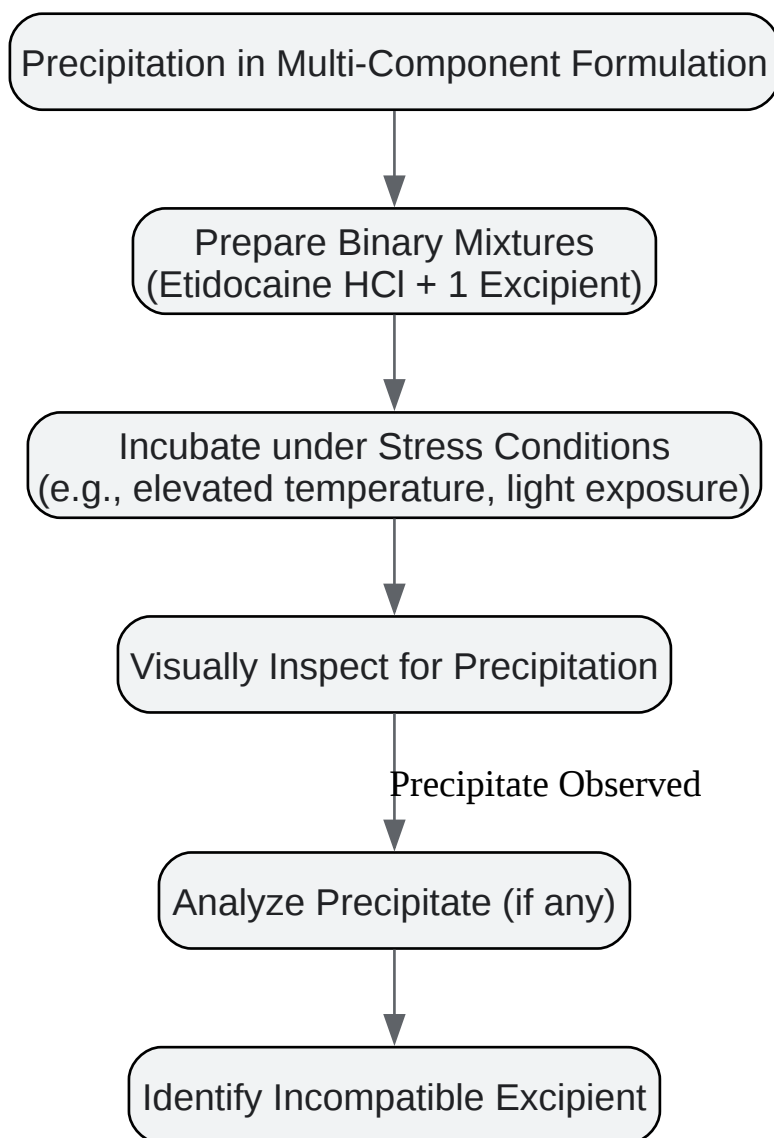 Precipitation in Multi-Component Formulation
Prepare Binary Mixtures
(Etidocaine HCl + 1 Excipient)
Incubate under Stress Conditions
(e.g., elevated temperature, light exposure)
Visually Inspect for Precipitation
Precipitate Observed
Analyze Precipitate (if any)
Identify Incompatible Excipient